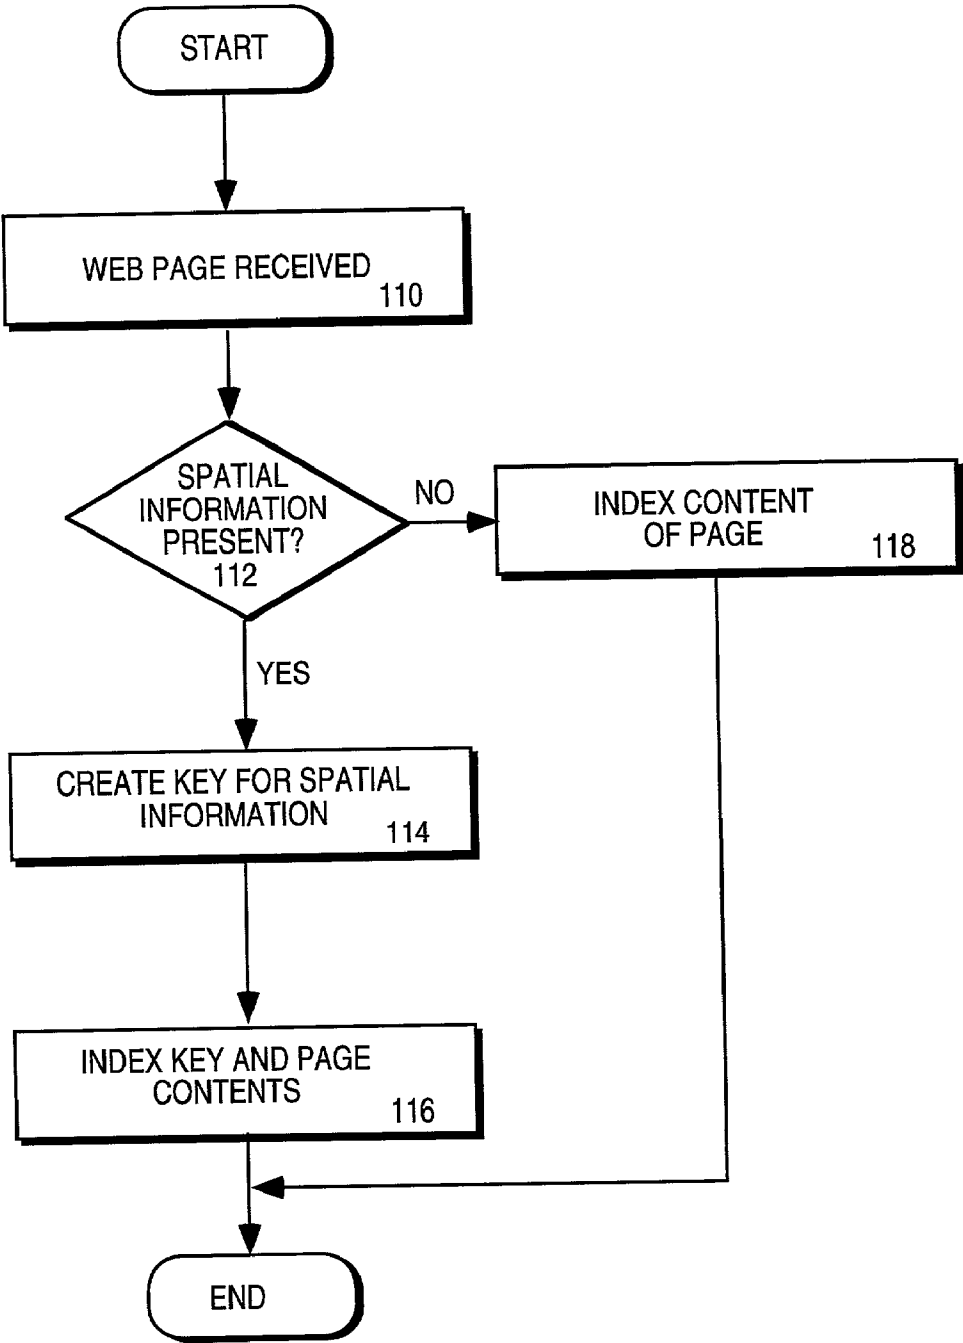 START
WEB PAGE RECEIVED
110
SPATIAL
INFORMATION
PRESENT?
112
NO
INDEX CONTENT
OF PAGE
118
YES
CREATE KEY FOR SPATIAL
INFORMATION
114
INDEX KEY AND PAGE
CONTENTS
116
END